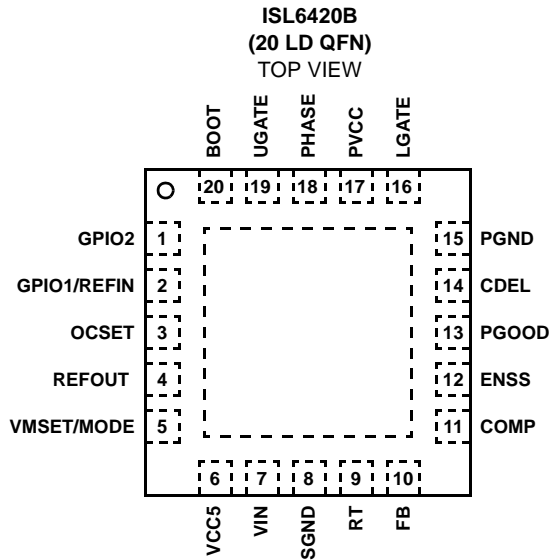 ISL6420B
(20 LD QFN)
TOP VIEW
BOOT
UGATE
PHASE
PVCC
LGATE
20
19
18
17
16
GPIO2 1
GPIO1/REFIN 2
OCSET 3
REFOUT 4
VMSET/MODE 5
15 PGND
14 CDEL
13 PGOOD
12 ENSS
11 COMP
6
7
8
9
10
VCC5
VIN
SGND
RT
FB